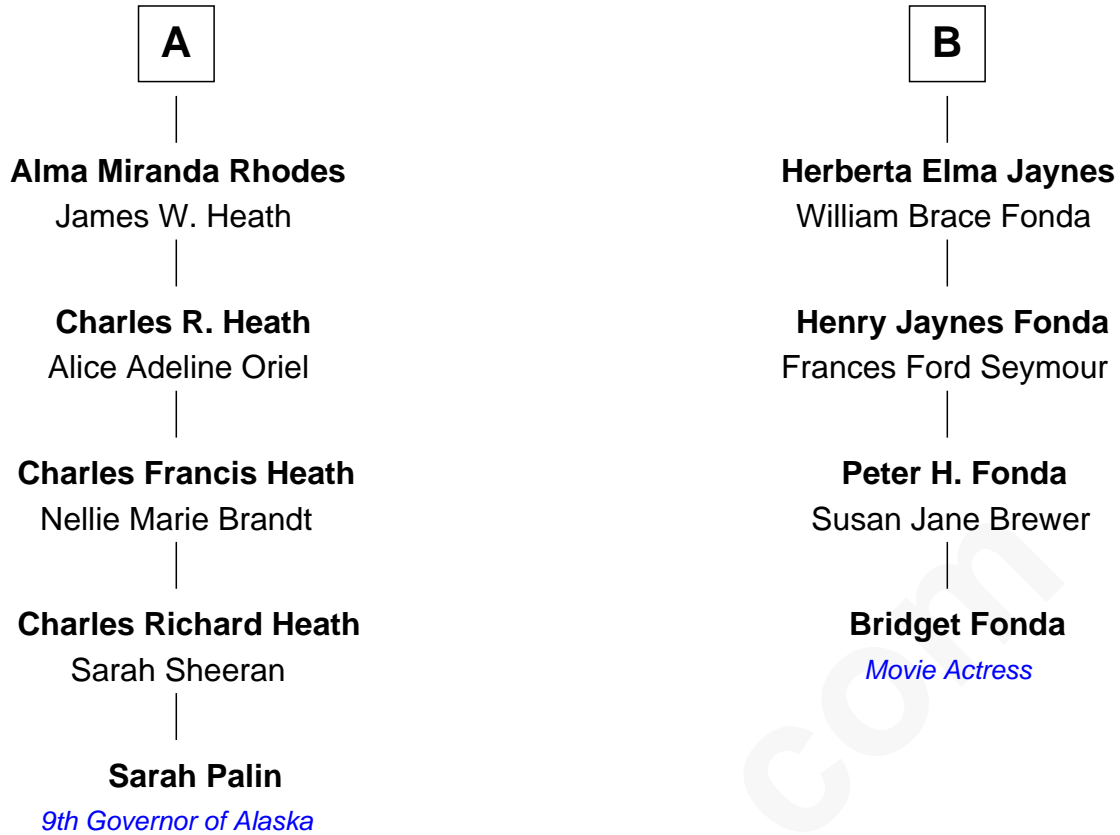 A
Alma Miranda Rhodes
James W. Heath
Charles R. Heath
Alice Adeline Oriel
Charles Francis Heath
Nellie Marie Brandt
Charles Richard Heath
Sarah Sheeran
Sarah Palin
9th Governor of Alaska
B
Herberta Elma Jaynes
William Brace Fonda
Henry Jaynes Fonda
Frances Ford Seymour
Peter H. Fonda
Susan Jane Brewer
Bridget Fonda
Movie Actress
com